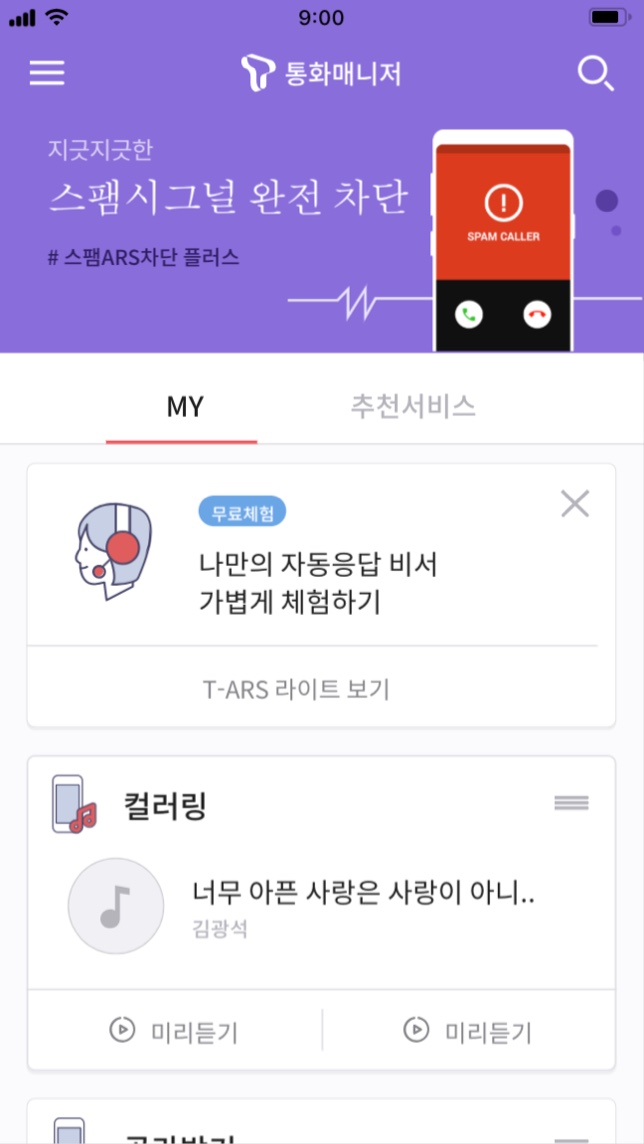 9:00
통화매니저
지긋지긋한
스팸시그널 완전 차단
# 스팸ARS차단 플러스
SPAM CALLER
MY
추천서비스
무료체험
나만의 자동응답 비서
가볍게 체험하기
T-ARS 라이트 보기
컬러링
너무 아픈 사랑은 사랑이 아니..
김광석
미리듣기
미리듣기